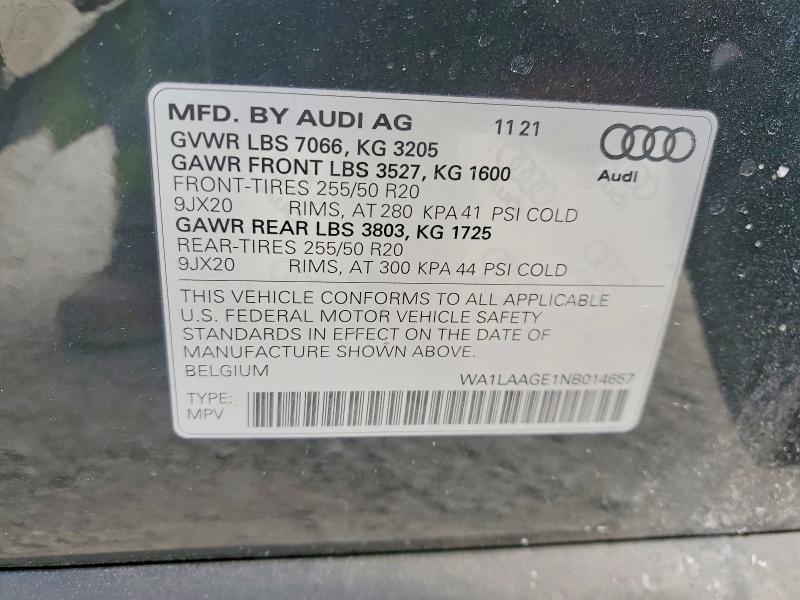 MFD. BY AUDI AG 11 21
GVWR LBS 7066, KG 3205
GAWR FRONT LBS 3527, KG 1600
Audi
FRONT-TIRES 255/50 R20
9JX20 RIMS, AT 280 KPA 41 PSI COLD
GAWR REAR LBS 3803, KG 1725
REAR-TIRES 255/50 R20
9JX20 RIMS, AT 300 KPA 44 PSI COLD
THIS VEHICLE CONFORMS TO ALL APPLICABLE
U.S. FEDERAL MOTOR VEHICLE SAFETY
STANDARDS IN EFFECT ON THE DATE OF
MANUFACTURE SHOWN ABOVE.
BELGIUM WA1LAAGE1NB014657
TYPE:
MPV